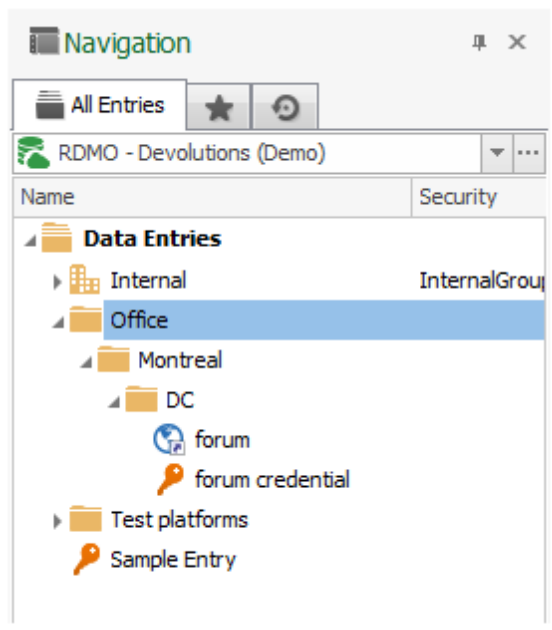 Navigation
All Entries
RDMO - Devolutions (Demo)
Name Security
Data Entries
Internal InternalGrou
Office
Montreal
DC
forum
forum credential
Test platforms
Sample Entry